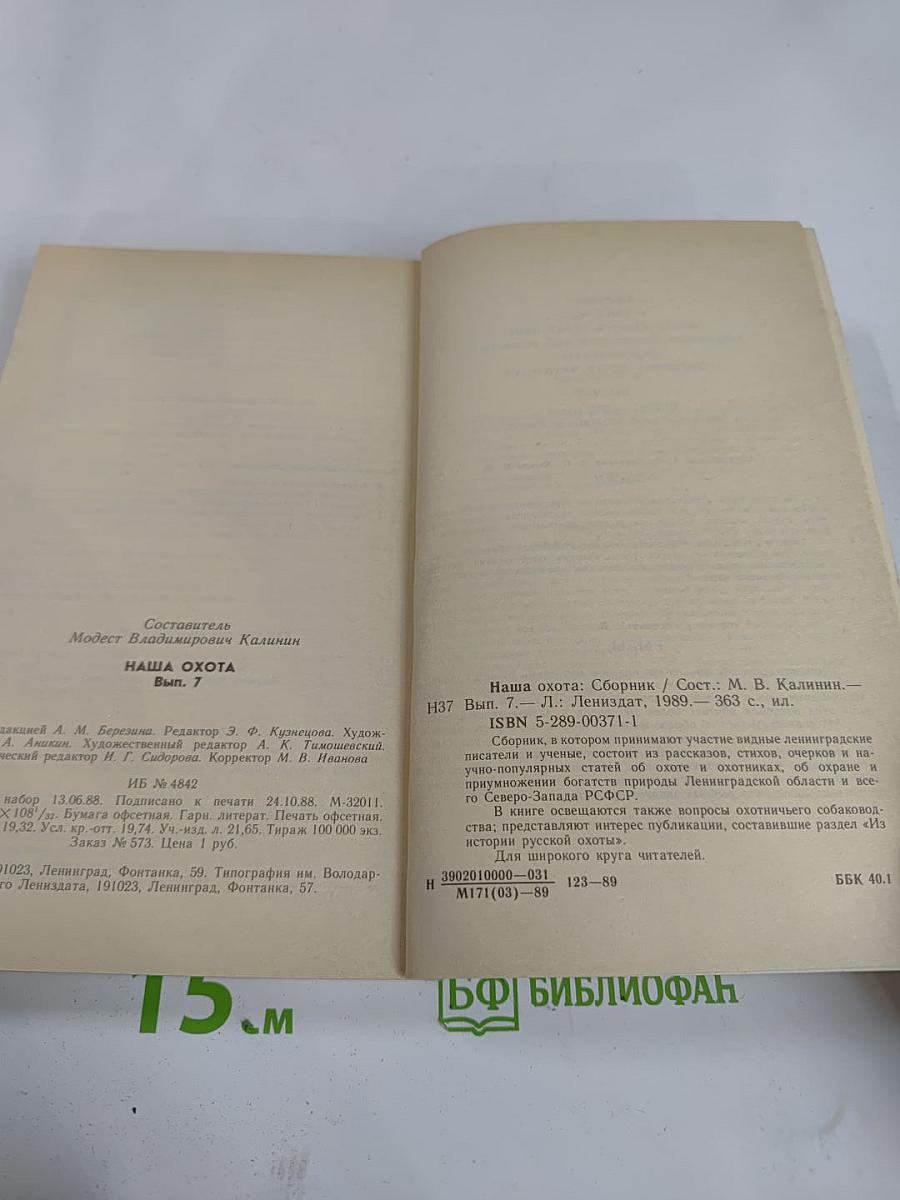 Составитель
Модест Владимирович Калинин
НАША ОХОТА
Вып. 7
А. М. Березина. Редактор Э. Ф. Кузнецова. Худож-
А. Аникин. Художественный редактор А. К. Тимошевский.
редактор И. Г. Сидорова. Корректор М. В. Иванова
ИБ № 4842
набор 13.06.88. Подписано к печати 24.10.88. М-32011.
×108¹/₃₂. Бумага офсетная. Гарн. литерат. Печать офсетная.
19,32. Усл. кр.-отт. 19,74. Уч.-изд. л. 21,65. Тираж 100 000 экз.
Заказ № 573. Цена 1 руб.
91023, Ленинград, Фонтанка, 59. Типография им. Володар-
го Лениздата, 191023, Ленинград, Фонтанка, 57.
Наша охота: Сборник / Сост.: М. В. Калинин.—
Н37 Вып. 7.— Л.: Лениздат, 1989.— 363 с., ил.
ISBN 5-289-00371-1
Сборник, в котором принимают участие видные ленинградские
писатели и ученые, состоит из рассказов, стихов, очерков и на-
учно-популярных статей об охоте и охотниках, об охране и
приумножении богатств природы Ленинградской области и все-
го Северо-Запада РСФСР.
В книге освещаются также вопросы охотничьего собаковод-
ства; представляют интерес публикации, составившие раздел «Из
истории русской охоты».
Для широкого круга читателей.
Н 3902010000—031 123—89 ББК 40.1
М171(03)—89
15 см
БФ БИБЛИОФАН